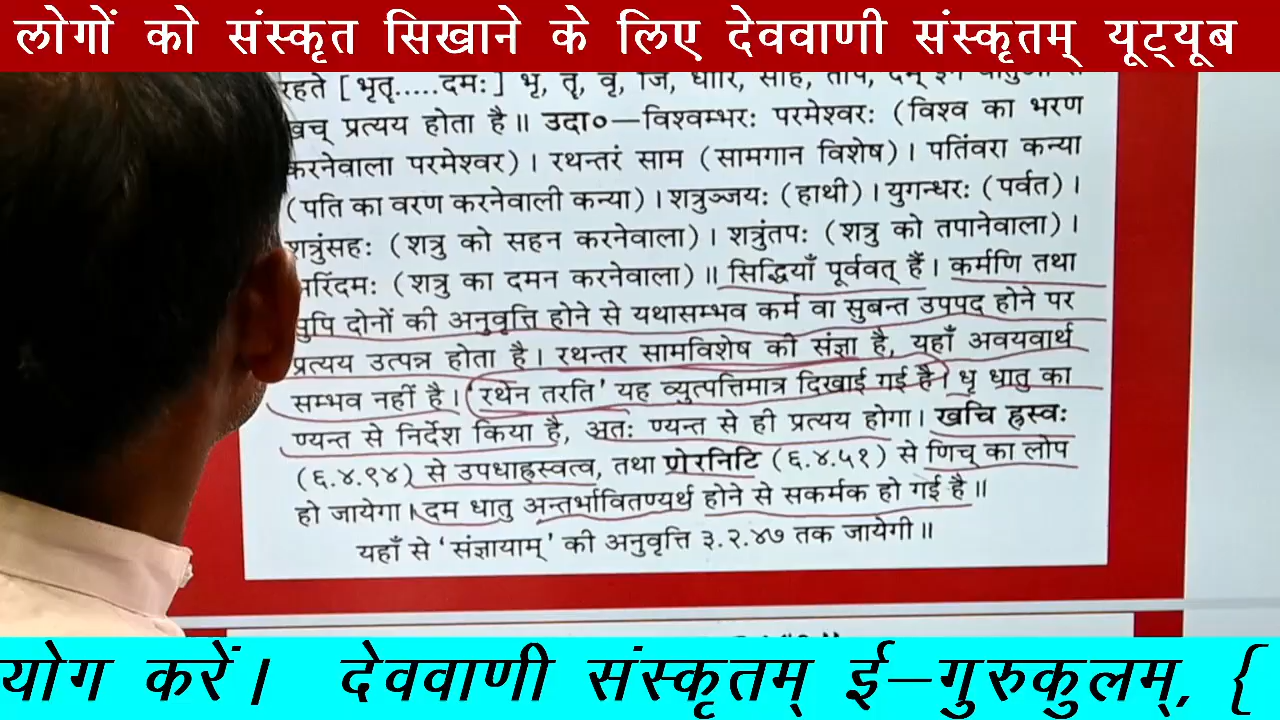 लोगों को संस्कृत सिखाने के लिए देववाणी संस्कृतम् यूट्यूब
रहते [ भृतॄ.....दमः ] भृ, तॄ, वृ, जि, धारि, सहि, तपि, दम्
खच् प्रत्यय होता है ॥ उदा०—विश्वम्भरः परमेश्वरः (विश्व का भरण
करनेवाला परमेश्वर) । रथन्तरं साम (सामगान विशेष) । पतिंवरा कन्या
(पति का वरण करनेवाली कन्या) । शत्रुञ्जयः (हाथी) । युगन्धरः (पर्वत) ।
शत्रुंसहः (शत्रु को सहन करनेवाला) । शत्रुंतपः (शत्रु को तपानेवाला) ।
रिंदमः (शत्रु का दमन करनेवाला) ॥ सिद्धियाँ पूर्ववत् हैं । कर्मणि तथा
सुपि दोनों की अनुवृत्ति होने से यथासम्भव कर्म वा सुबन्त उपपद होने पर
प्रत्यय उत्पन्न होता है । रथन्तर सामविशेष की संज्ञा है, यहाँ अवयवार्थ
सम्भव नहीं है । रथेन तरति' यह व्युत्पत्तिमात्र दिखाई गई है । धृ धातु का
ण्यन्त से निर्देश किया है, अतः ण्यन्त से ही प्रत्यय होगा । खचि ह्रस्वः
(६.४.९४) से उपधाह्रस्वत्व, तथा णेरनिटि (६.४.५१) से णिच् का लोप
हो जायेगा । दम धातु अन्तर्भावितण्यर्थ होने से सकर्मक हो गई है ॥
यहाँ से 'संज्ञायाम्' की अनुवृत्ति ३.२.४७ तक जायेगी ॥
योग करें। देववाणी संस्कृतम् ई-गुरुकुलम्, {